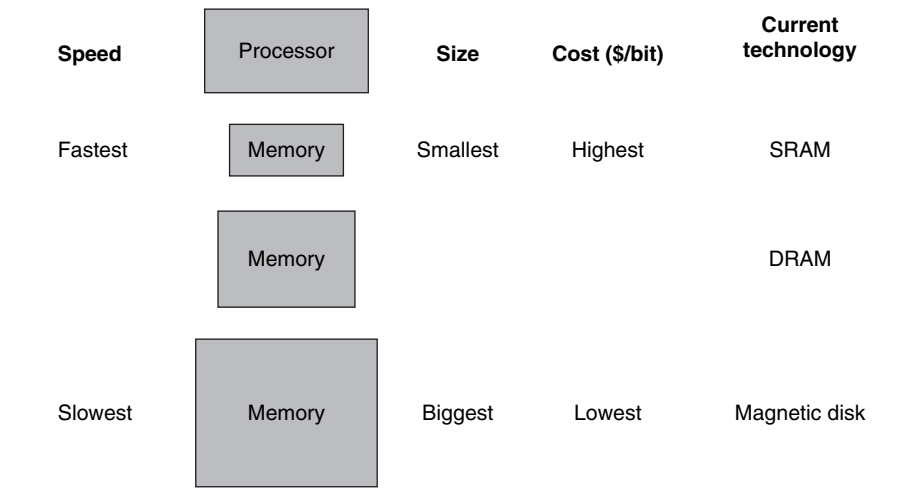 Speed Processor Size Cost ($/bit) Current
technology
Fastest Memory Smallest Highest SRAM
Memory DRAM
Slowest Memory Biggest Lowest Magnetic disk